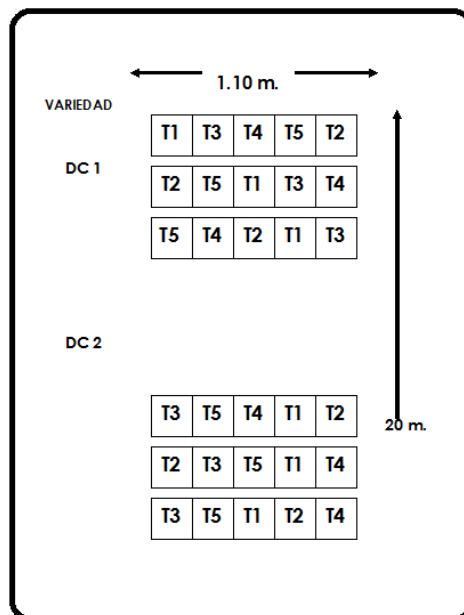 1.10 m.
VARIEDAD
T1 T3 T4 T5 T2
DC 1
T2 T5 T1 T3 T4
T5 T4 T2 T1 T3
DC 2
T3 T5 T4 T1 T2
20 m.
T2 T3 T5 T1 T4
T3 T5 T1 T2 T4